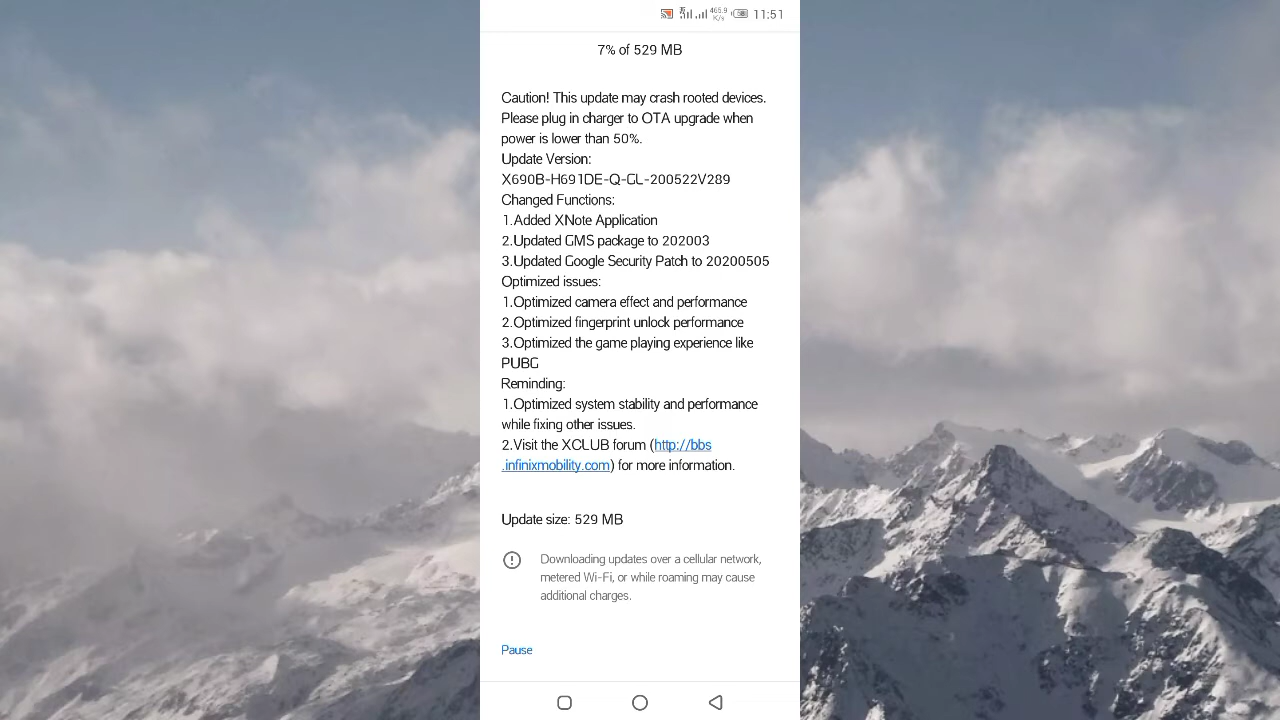 465.9
K/s
11:51
7% of 529 MB
Caution! This update may crash rooted devices.
Please plug in charger to OTA upgrade when
power is lower than 50%.
Update Version:
X690B-H691DE-Q-GL-200522V289
Changed Functions:
1.Added XNote Application
2.Updated GMS package to 202003
3.Updated Google Security Patch to 20200505
Optimized issues:
1.Optimized camera effect and performance
2.Optimized fingerprint unlock performance
3.Optimized the game playing experience like
PUBG
Reminding:
1.Optimized system stability and performance
while fixing other issues.
2.Visit the XCLUB forum (http://bbs
.infinixmobility.com) for more information.
Update size: 529 MB
Downloading updates over a cellular network,
metered Wi-Fi, or while roaming may cause
additional charges.
Pause